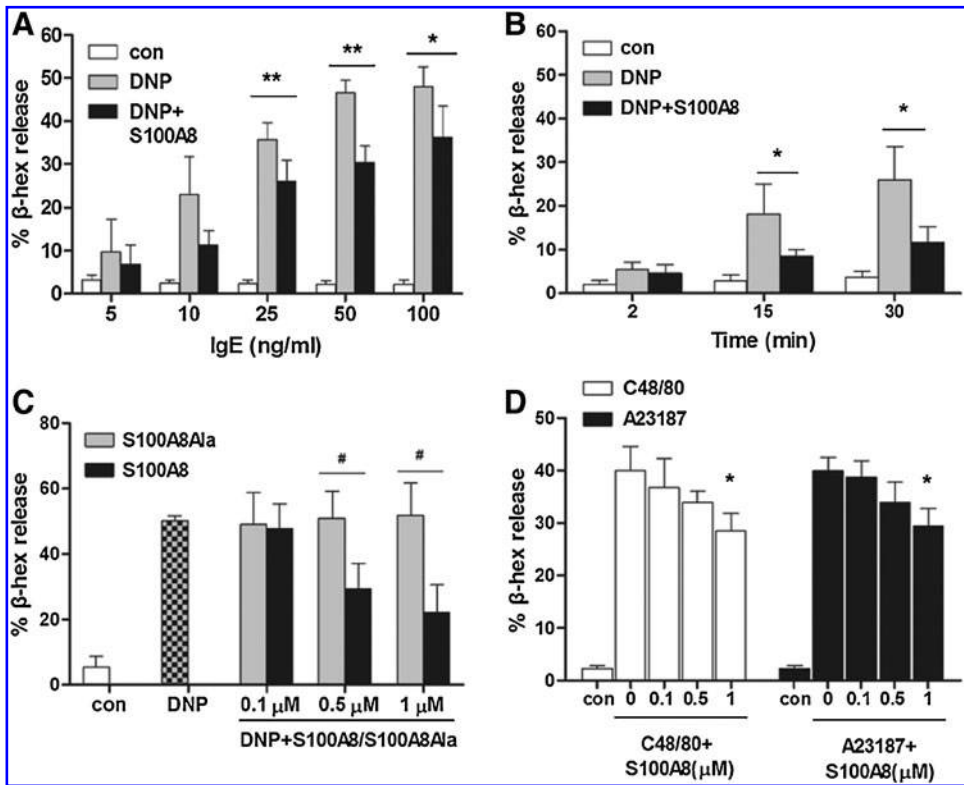 A
con
DNP
DNP+
S100A8
**
**
*
% β-hex release
60
50
40
30
20
10
0
5 10 25 50 100
IgE (ng/ml)
B
con
DNP
DNP+S100A8
*
*
% β-hex release
60
50
40
30
20
10
0
2 15 30
Time (min)
C
S100A8Ala
S100A8
#
#
% β-hex release
80
60
40
20
0
con DNP 0.1 μM 0.5 μM 1 μM
DNP+S100A8/S100A8Ala
D
C48/80
A23187
*
*
% β-hex release
50
40
30
20
10
0
con 0 0.1 0.5 1 con 0 0.1 0.5 1
C48/80+
S100A8(μM)
A23187+
S100A8(μM)